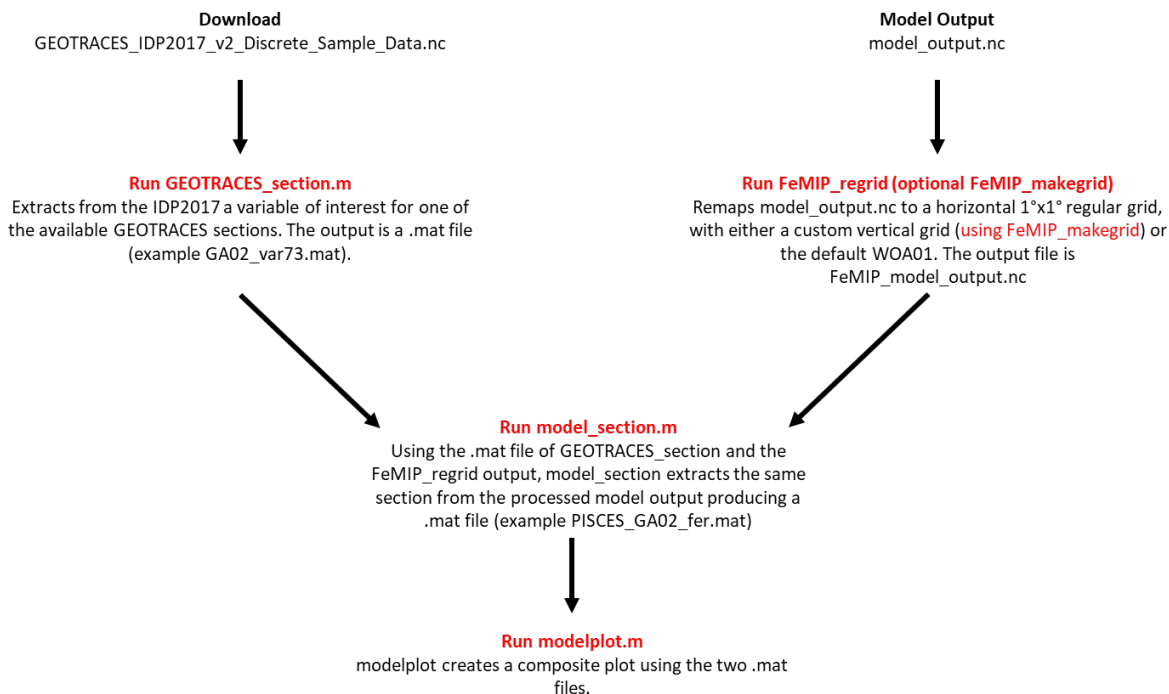 Download
GEOTRACES_IDP2017_v2_Discrete_Sample_Data.nc
Model Output
model_output.nc
Run GEOTRACES_section.m
Extracts from the IDP2017 a variable of interest for one of
the available GEOTRACES sections. The output is a .mat file
(example GA02_var73.mat).
Run FeMIP_regrid (optional FeMIP_makegrid)
Remaps model_output.nc to a horizontal 1°x1° regular grid,
with either a custom vertical grid (using FeMIP_makegrid) or
the default WOA01. The output file is
FeMIP_model_output.nc
Run model_section.m
Using the .mat file of GEOTRACES_section and the
FeMIP_regrid output, model_section extracts the same
section from the processed model output producing a
.mat file (example PISCES_GA02_fer.mat)
Run modelplot.m
modelplot creates a composite plot using the two .mat
files.